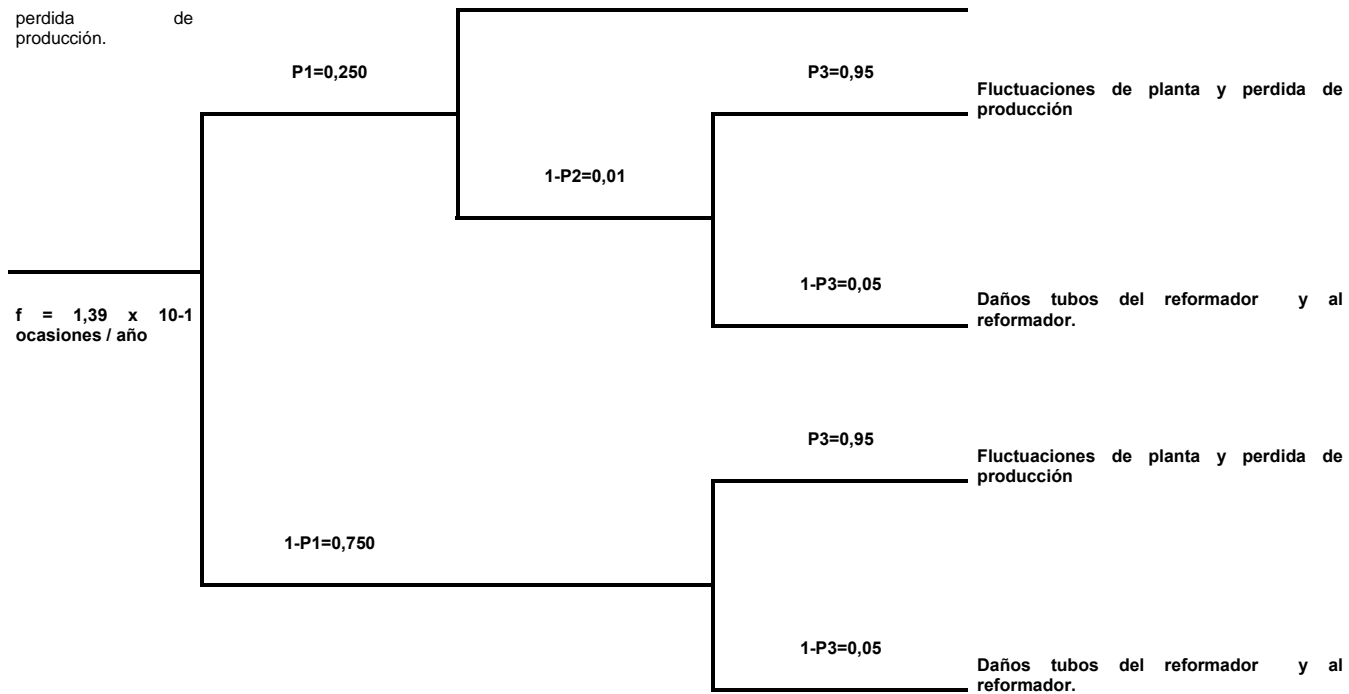 perdida de
producción.
P1=0,250
P3=0,95
Fluctuaciones de planta y perdida de
producción
1-P2=0,01
1-P3=0,05
Daños tubos del reformador y al
reformador.
f = 1,39 x 10-1
ocasiones / año
P3=0,95
Fluctuaciones de planta y perdida de
producción
1-P1=0,750
1-P3=0,05
Daños tubos del reformador y al
reformador.